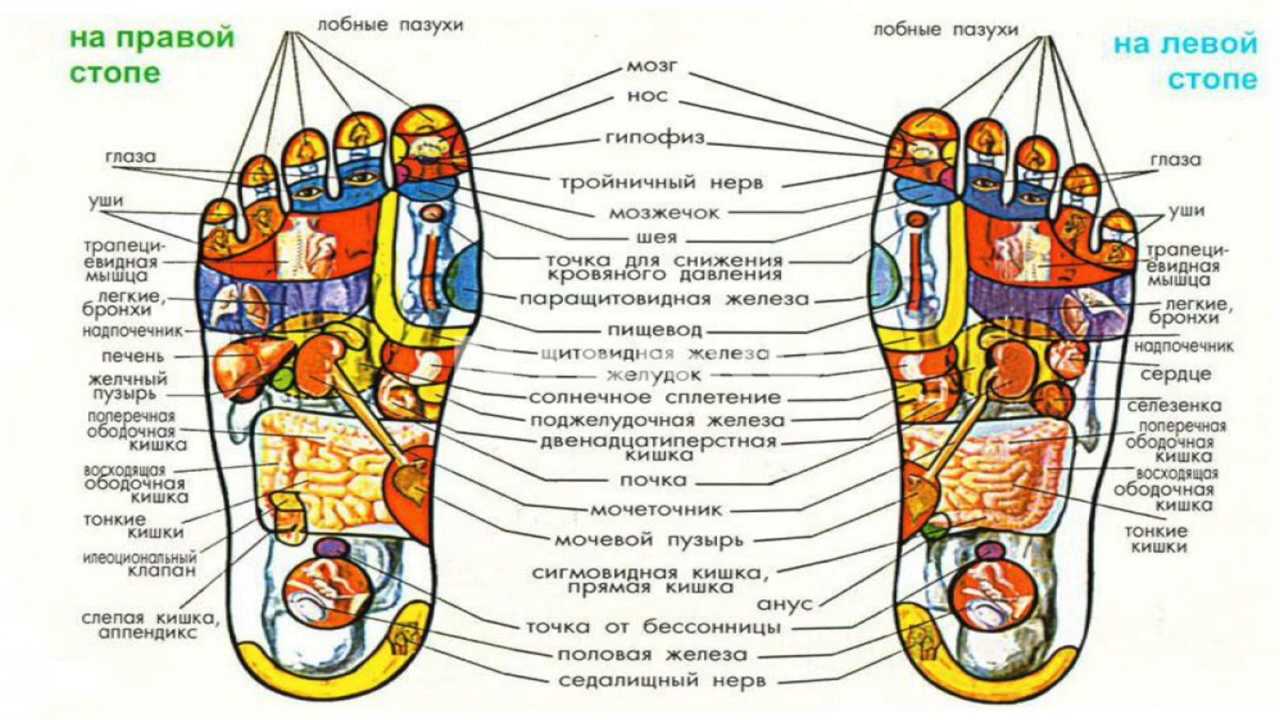 на правой
стопе
лобные пазухи
глаза
уши
трапеци-
евидная
мышца
легкие,
бронхи
надпочечник
печень
желчный
пузырь
поперечная
ободочная
кишка
восходящая
ободочная
кишка
тонкие
кишки
илеоциональный
клапан
слепая кишка,
аппендикс
мозг
нос
гипофиз
тройничный нерв
мозжечок
шея
точка для снижения
кровяного давления
паращитовидная железа
пищевод
щитовидная железа
желудок
солнечное сплетение
поджелудочная железа
двенадцатиперстная
кишка
почка
мочеточник
мочевой пузырь
сигмовидная кишка,
прямая кишка
анус
точка от бессонницы
половая железа
седалищный нерв
лобные пазухи
на левой
стопе
глаза
уши
трапеци-
евидная
мышца
легкие,
бронхи
надпочечник
сердце
селезенка
поперечная
ободочная
кишка
восходящая
ободочная
кишка
тонкие
кишки